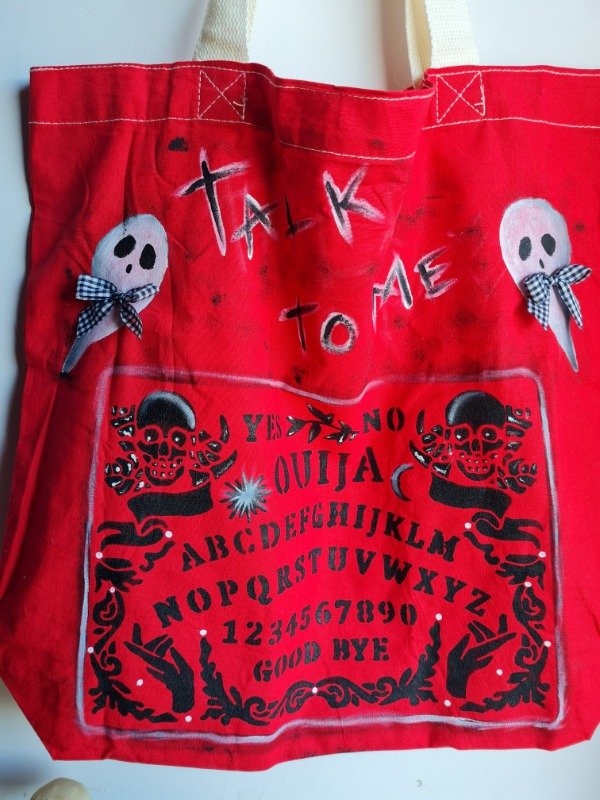 TALK
TO ME
YES NO
OUIJA
ABCDEFGHIJKLM
NOPQRSTUVWXYZ
1234567890
GOOD BYE